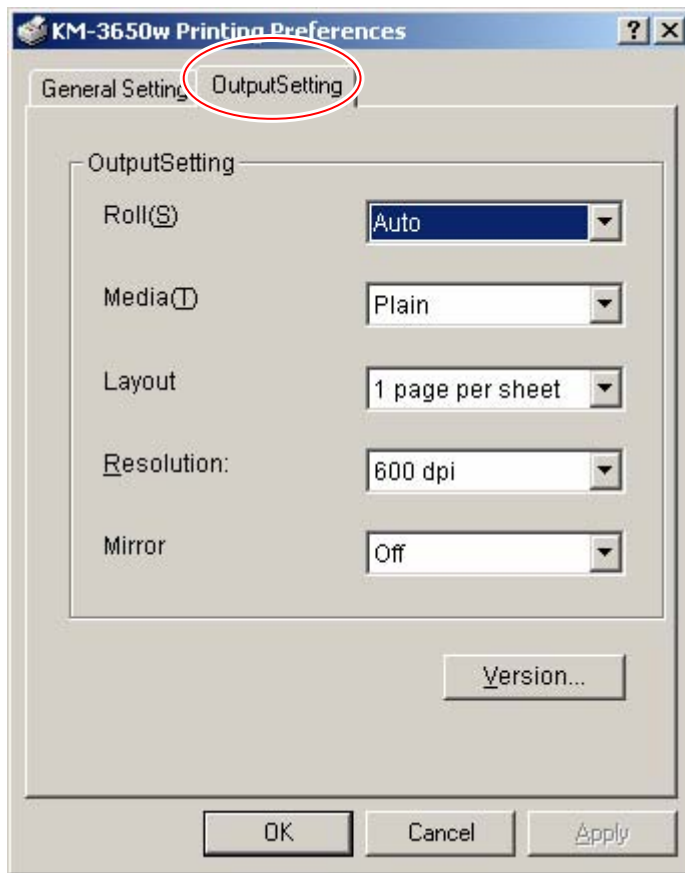 KM-3650w Printing Preferences
General Setting OutputSetting
OutputSetting
Roll(S) Auto
Media(T) Plain
Layout 1 page per sheet
Resolution: 600 dpi
Mirror Off
Version...
OK Cancel Apply